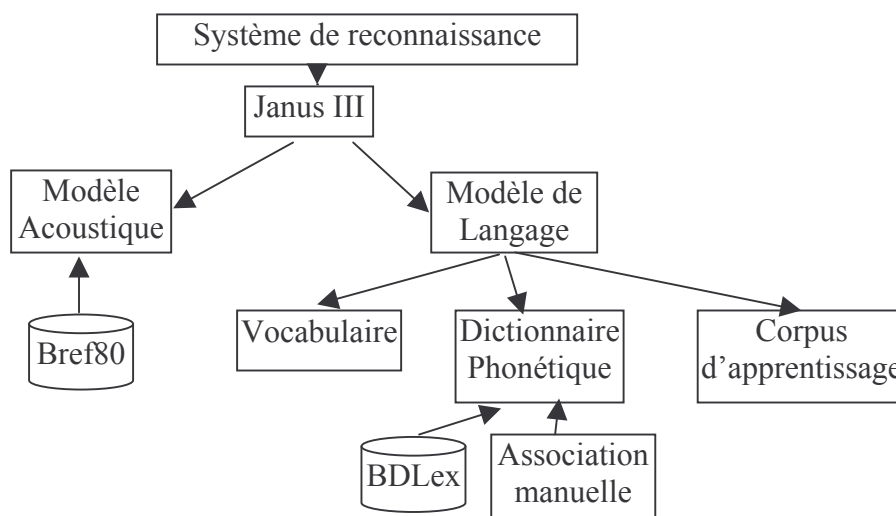 Système de reconnaissance
Janus III
Modèle
Acoustique
Modèle de
Langage
Bref80
Vocabulaire
Dictionnaire
Phonétique
Corpus
d'apprentissage
BDLex
Association
manuelle